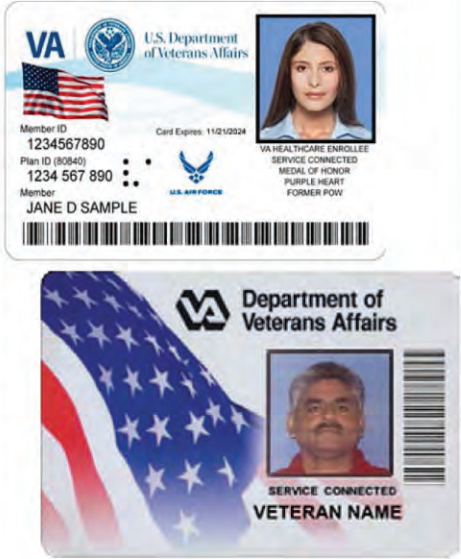 VA
U.S. Department
of Veterans Affairs
Member ID
1234567890
Card Expires: 11/21/2024
Plan ID (80840)
1234 567 890
Member
JANE D SAMPLE
U.S. AIR FORCE
VA HEALTHCARE ENROLLEE
SERVICE CONNECTED
MEDAL OF HONOR
PURPLE HEART
FORMER POW
VA
Department of
Veterans Affairs
SERVICE CONNECTED
VETERAN NAME